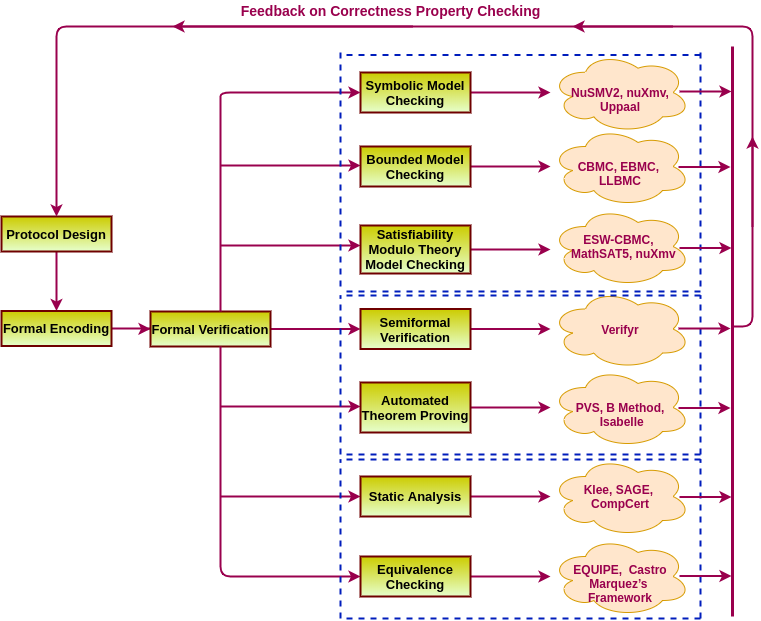 Feedback on Correctness Property Checking
Symbolic Model
Checking
NuSMV2, nuXmv,
Uppaal
Bounded Model
Checking
CBMC, EBMC,
LLBMC
Protocol Design
Satisfiability
Modulo Theory
Model Checking
ESW-CBMC,
MathSAT5, nuXmv
Formal Encoding
Formal Verification
Semiformal
Verification
Verifyr
Automated
Theorem Proving
PVS, B Method,
Isabelle
Static Analysis
Klee, SAGE,
CompCert
Equivalence
Checking
EQUIPE,  Castro
Marquez’s
Framework